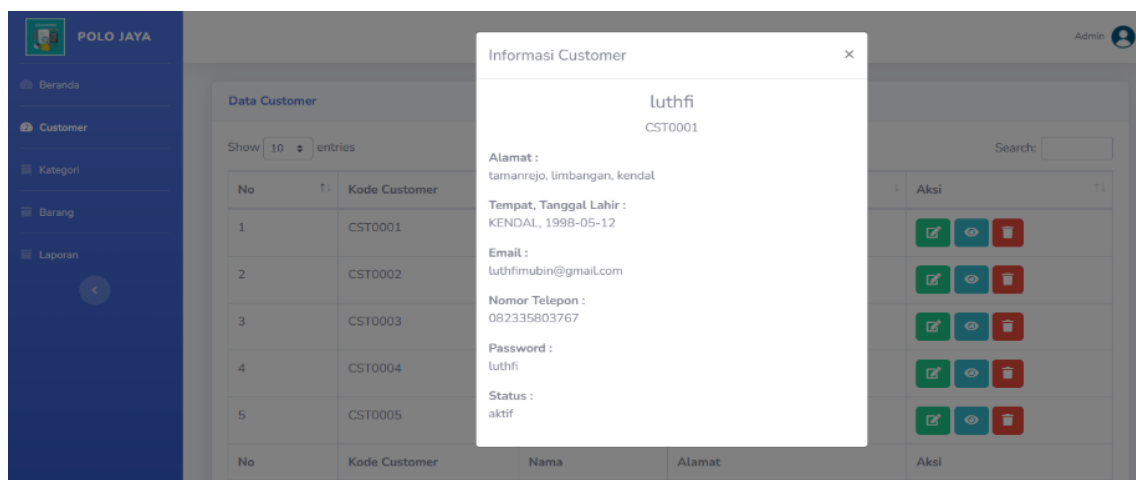 POLO JAYA
Admin
Beranda
Customer
Kategori
Barang
Laporan
Data Customer
Show 10 entries
Search:
No Kode Customer Aksi
1 CST0001
2 CST0002
3 CST0003
4 CST0004
5 CST0005
No Kode Customer Nama Alamat Aksi
Informasi Customer ×
luthfi
CST0001
Alamat :
tamanrejo, limbangan, kendal
Tempat, Tanggal Lahir :
KENDAL, 1998-05-12
Email :
luthfimubin@gmail.com
Nomor Telepon :
082335803767
Password :
luthfi
Status :
aktif